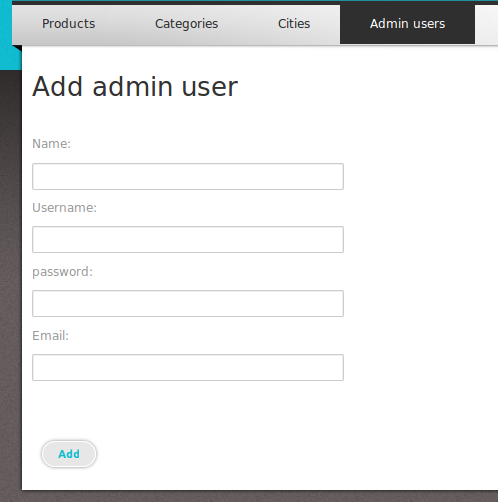 Products Categories Cities Admin users
Add admin user
Name:
Username:
password:
Email:
Add